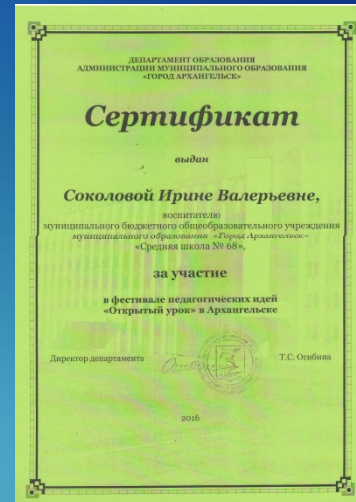 ДЕПАРТАМЕНТ ОБРАЗОВАНИЯ
АДМИНИСТРАЦИИ МУНИЦИПАЛЬНОГО ОБРАЗОВАНИЯ
«ГОРОД АРХАНГЕЛЬСК»
Сертификат
выдан
Соколовой Ирине Валерьевне,
воспитателю
муниципального бюджетного общеобразовательного учреждения
муниципального образования «Город Архангельск»
«Средняя школа № 68»,
за участие
в фестивале педагогических идей
«Открытый урок» в Архангельске
Директор департамента Т.С. Огибина
2016